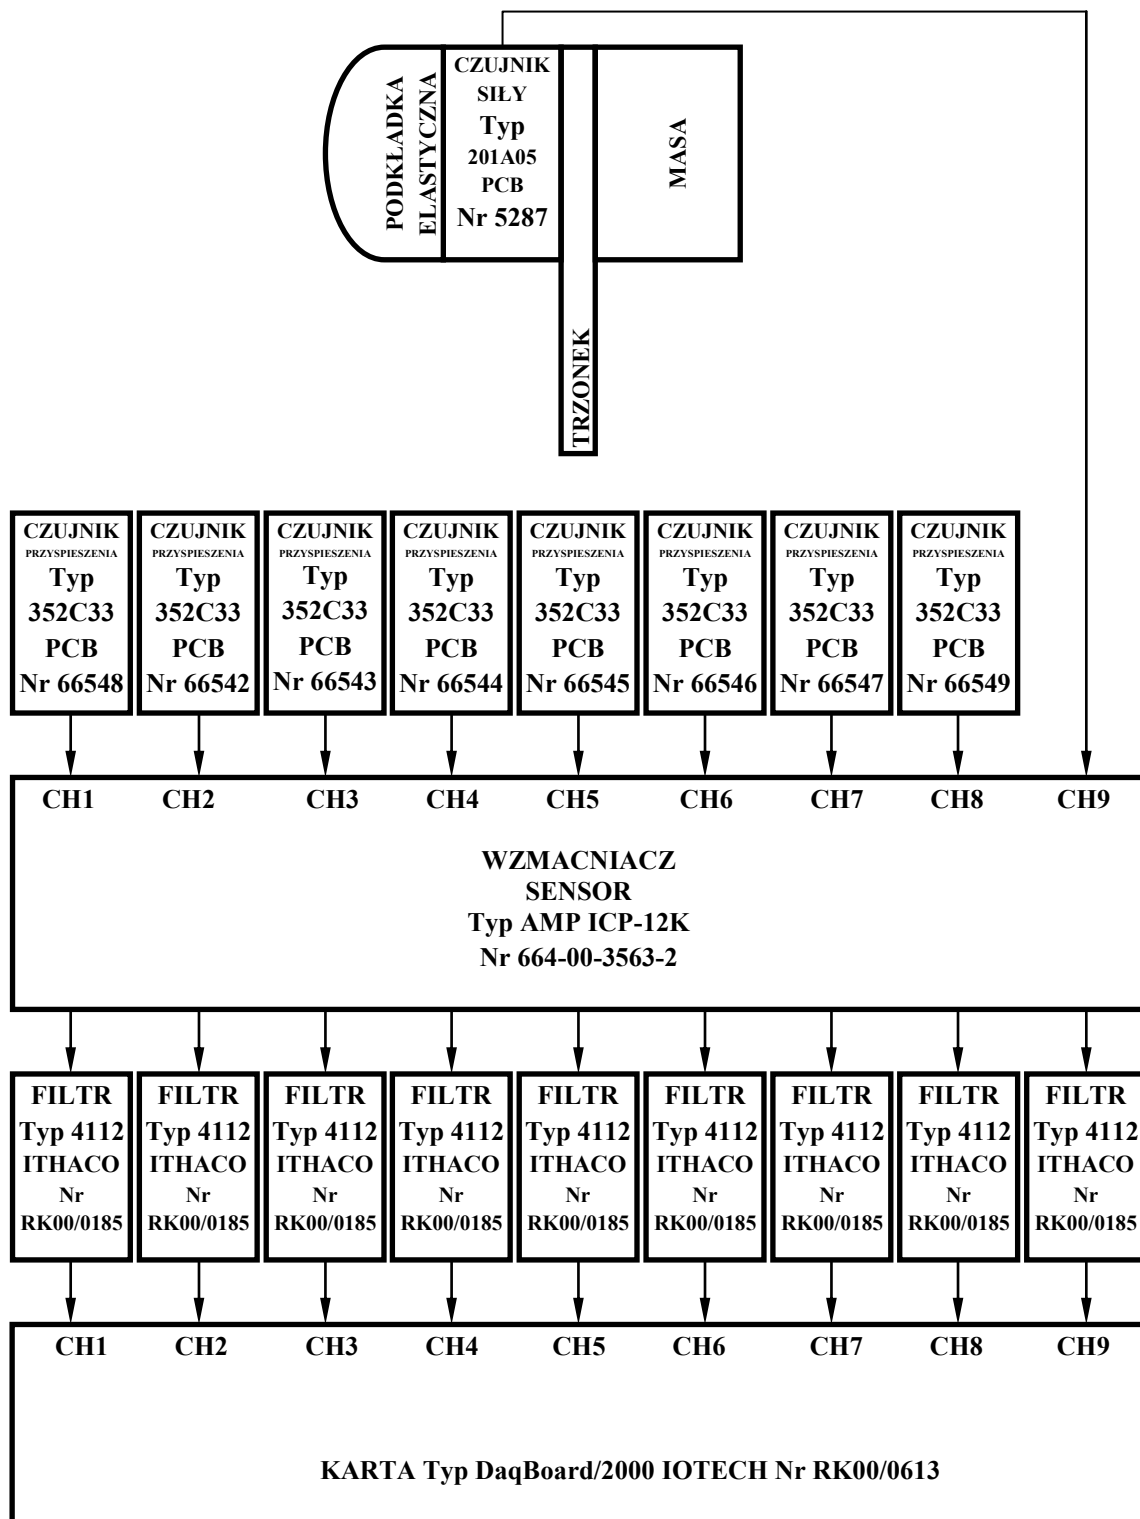 PODKŁADKA
ELASTYCZNA
CZUJNIK
SIŁY
Typ
201A05
PCB
Nr 5287
TRZONEK
MASA
CZUJNIK
PRZYSPIESZENIA
Typ
352C33
PCB
Nr 66548
CZUJNIK
PRZYSPIESZENIA
Typ
352C33
PCB
Nr 66542
CZUJNIK
PRZYSPIESZENIA
Typ
352C33
PCB
Nr 66543
CZUJNIK
PRZYSPIESZENIA
Typ
352C33
PCB
Nr 66544
CZUJNIK
PRZYSPIESZENIA
Typ
352C33
PCB
Nr 66545
CZUJNIK
PRZYSPIESZENIA
Typ
352C33
PCB
Nr 66546
CZUJNIK
PRZYSPIESZENIA
Typ
352C33
PCB
Nr 66547
CZUJNIK
PRZYSPIESZENIA
Typ
352C33
PCB
Nr 66549
CH1 CH2 CH3 CH4 CH5 CH6 CH7 CH8 CH9
WZMACNIACZ
SENSOR
Typ AMP ICP-12K
Nr 664-00-3563-2
FILTR
Typ 4112
ITHACO
Nr
RK00/0185
FILTR
Typ 4112
ITHACO
Nr
RK00/0185
FILTR
Typ 4112
ITHACO
Nr
RK00/0185
FILTR
Typ 4112
ITHACO
Nr
RK00/0185
FILTR
Typ 4112
ITHACO
Nr
RK00/0185
FILTR
Typ 4112
ITHACO
Nr
RK00/0185
FILTR
Typ 4112
ITHACO
Nr
RK00/0185
FILTR
Typ 4112
ITHACO
Nr
RK00/0185
FILTR
Typ 4112
ITHACO
Nr
RK00/0185
CH1 CH2 CH3 CH4 CH5 CH6 CH7 CH8 CH9
KARTA Typ DaqBoard/2000 IOTECH Nr RK00/0613